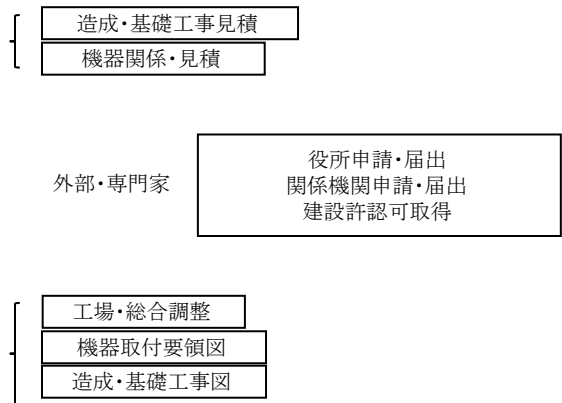 造成・基礎工事見積
機器関係・見積
外部・専門家
役所申請・届出
関係機関申請・届出
建設許認可取得
工場・総合調整
機器取付要領図
造成・基礎工事図